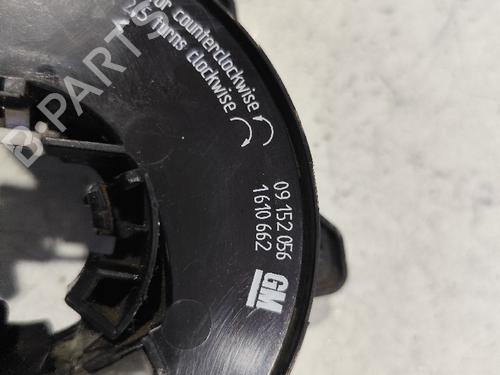 or counterclockwise
2,5 Turns clockwise
09 152 056
1610 662
GM
B-PARTS